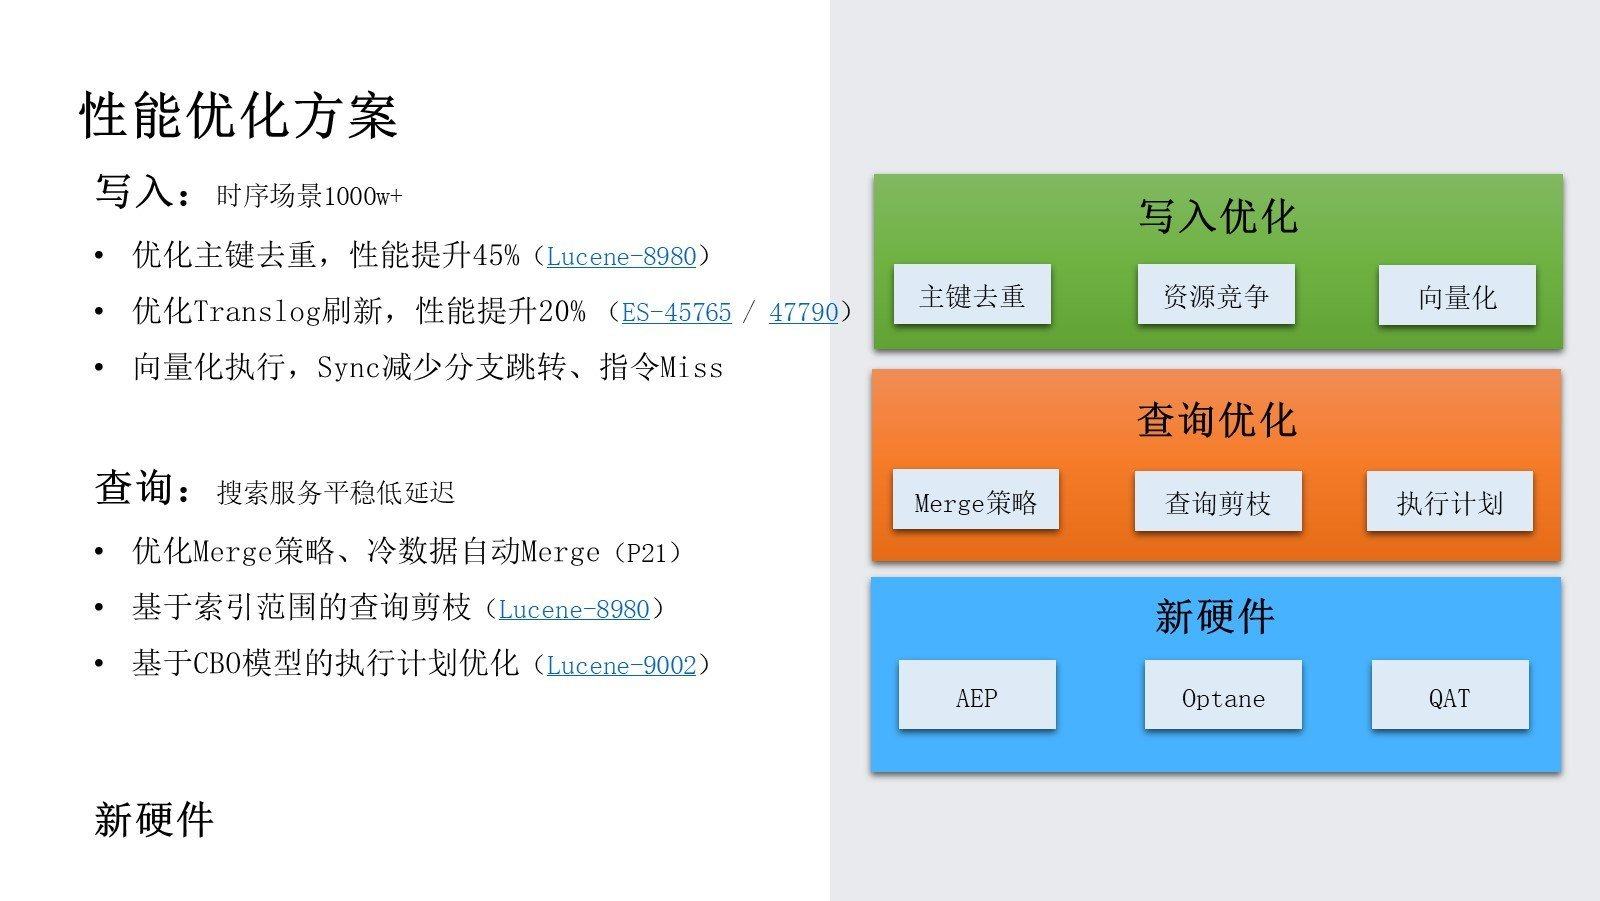 性能优化方案
写入：时序场景1000w+
• 优化主键去重，性能提升45%（Lucene-8980）
• 优化Translog刷新，性能提升20% （ES-45765 / 47790）
• 向量化执行，Sync减少分支跳转、指令Miss
查询：搜索服务平稳低延迟
• 优化Merge策略、冷数据自动Merge（P21）
• 基于索引范围的查询剪枝（Lucene-8980）
• 基于CBO模型的执行计划优化（Lucene-9002）
新硬件
写入优化
主键去重 资源竞争 向量化
查询优化
Merge策略 查询剪枝 执行计划
新硬件
AEP Optane QAT